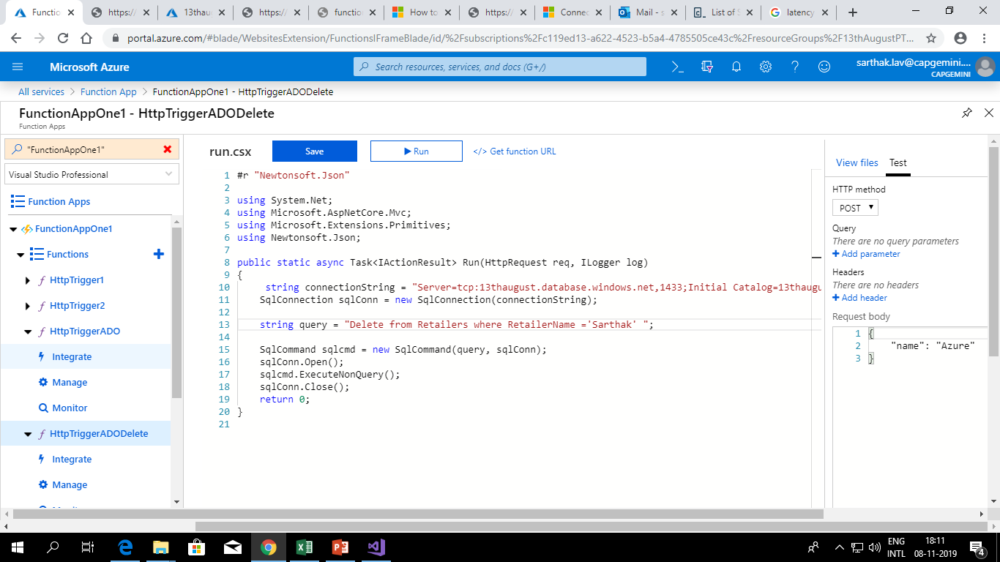 Functio
https:/
13thau
https:/
functio
How to
https:/
Connec
Mail - s
List of S
latency
portal.azure.com/#blade/WebsitesExtension/FunctionsIFrameBlade/id/%2Fsubscriptions%2Fc119ed13-a622-4523-b5a4-4785505ce43c%2FresourceGroups%2F13thAugustPT...
Microsoft Azure
Search resources, services, and docs (G+/)
sarthak.lav@capgemini....
CAPGEMINI
All services > Function App > FunctionAppOne1 - HttpTriggerADODelete
FunctionAppOne1 - HttpTriggerADODelete
Function Apps
"FunctionAppOne1"
Visual Studio Professional
Function Apps
FunctionAppOne1
Functions
HttpTrigger1
HttpTrigger2
HttpTriggerADO
Integrate
Manage
Monitor
HttpTriggerADODelete
Integrate
Manage
run.csx
Save
Run
</> Get function URL
1 #r "Newtonsoft.Json"
2
3 using System.Net;
4 using Microsoft.AspNetCore.Mvc;
5 using Microsoft.Extensions.Primitives;
6 using Newtonsoft.Json;
7
8 public static async Task<IActionResult> Run(HttpRequest req, ILogger log)
9 {
10 string connectionString = "Server=tcp:13thaugust.database.windows.net,1433;Initial Catalog=13thaugu
11 SqlConnection sqlConn = new SqlConnection(connectionString);
12
13 string query = "Delete from Retailers where RetailerName ='Sarthak' ";
14
15 SqlCommand sqlcmd = new SqlCommand(query, sqlConn);
16 sqlConn.Open();
17 sqlcmd.ExecuteNonQuery();
18 sqlConn.Close();
19 return 0;
20 }
21
View files
Test
HTTP method
POST
Query
There are no query parameters
+ Add parameter
Headers
There are no headers
+ Add header
Request body
1 {
2 "name": "Azure"
3 }
ENG
INTL
18:11
08-11-2019
4